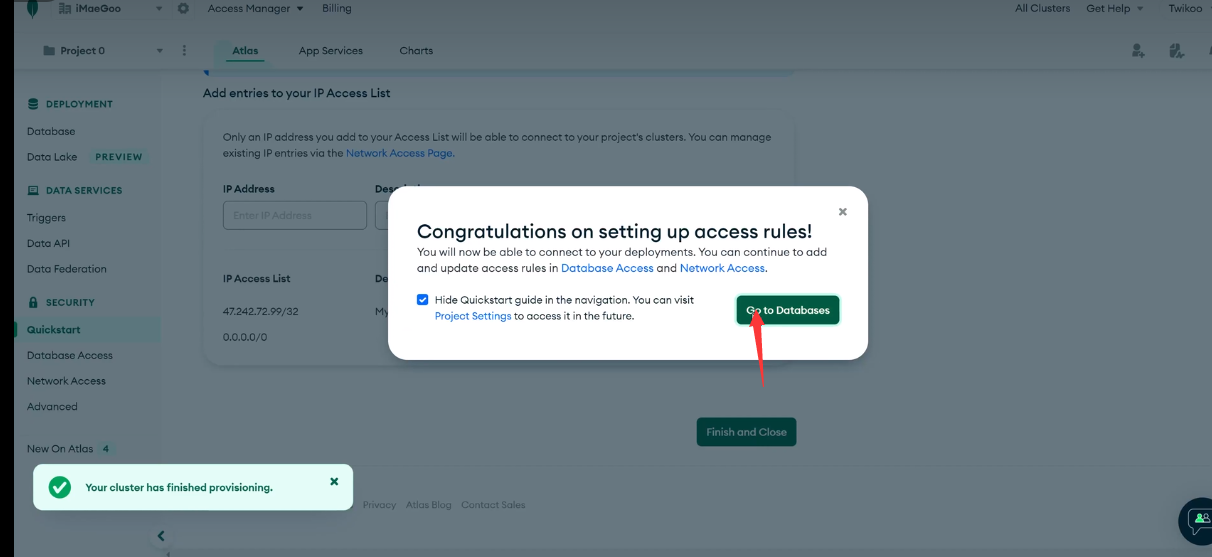 iMaeGoo
Access Manager
Billing
All Clusters
Get Help
Twikoo
Project 0
Atlas
App Services
Charts
Add entries to your IP Access List
DEPLOYMENT
Database
Data Lake PREVIEW
DATA SERVICES
Triggers
Data API
Data Federation
SECURITY
Quickstart
Database Access
Network Access
Advanced
New On Atlas 4
Only an IP address you add to your Access List will be able to connect to your project's clusters. You can manage
existing IP entries via the Network Access Page.
IP Address
Enter IP Address
IP Access List
De
47.242.72.99/32
My
0.0.0.0/0
Congratulations on setting up access rules!
You will now be able to connect to your deployments. You can continue to add
and update access rules in Database Access and Network Access.
Hide Quickstart guide in the navigation. You can visit
Project Settings to access it in the future.
Go to Databases
Finish and Close
Your cluster has finished provisioning.
Privacy
Atlas Blog
Contact Sales